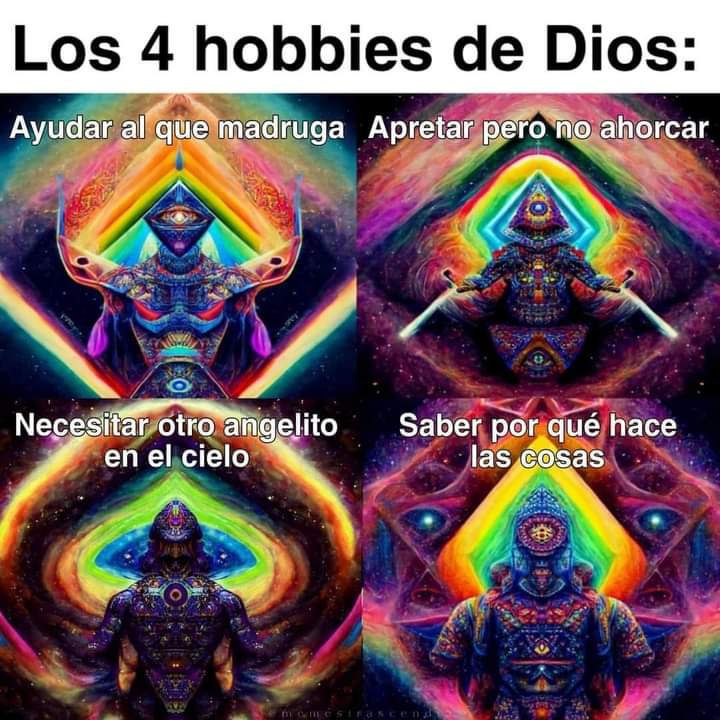 Los 4 hobbies de Dios:
Ayudar al que madruga
Apretar pero no ahorcar
Necesitar otro angelito
en el cielo
Saber por qué hace
las cosas